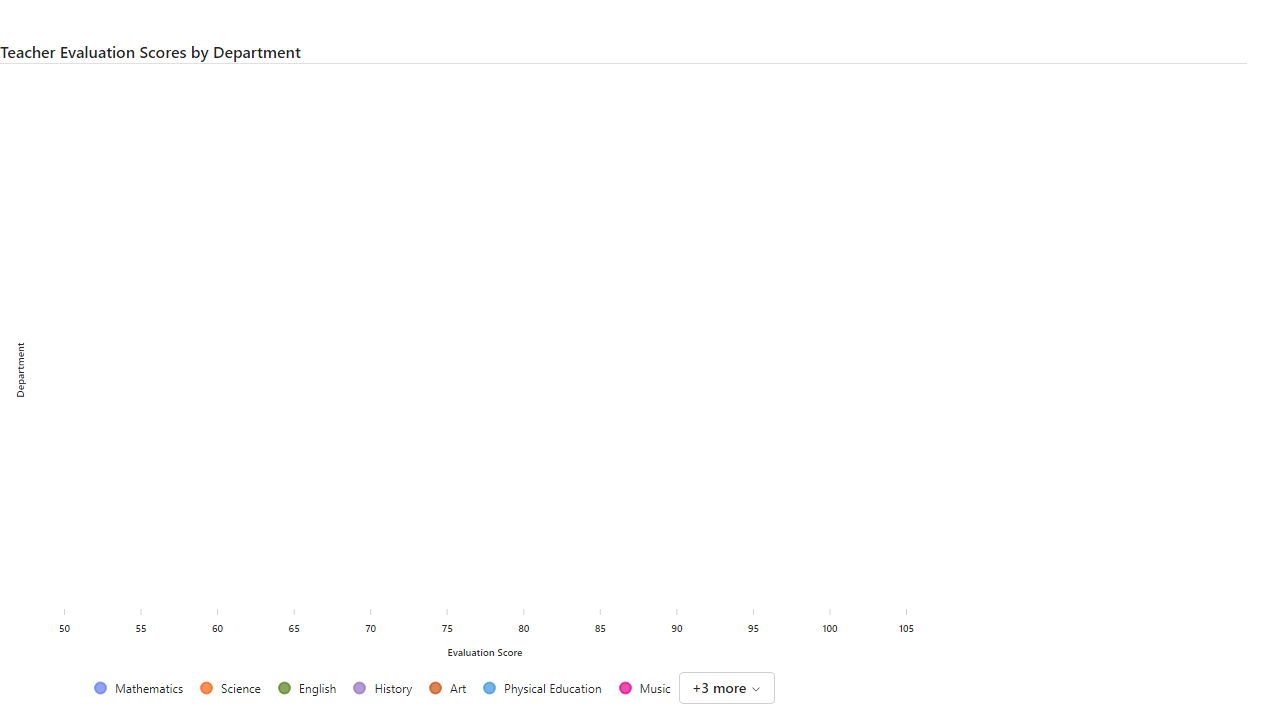 Teacher Evaluation Scores by Department
Department
50 55 60 65 70 75 80 85 90 95 100 105
Evaluation Score
Mathematics Science English History Art Physical Education Music +3 more